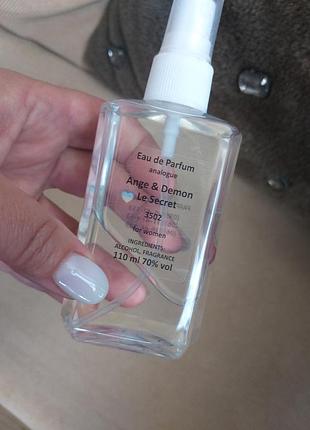 Eau de Parfum
analogue
Ange & Demon
Le Secret
3502
for women
INGREDIENTS:
ALCOHOL, FRAGRANCE
110 ml 70% vol